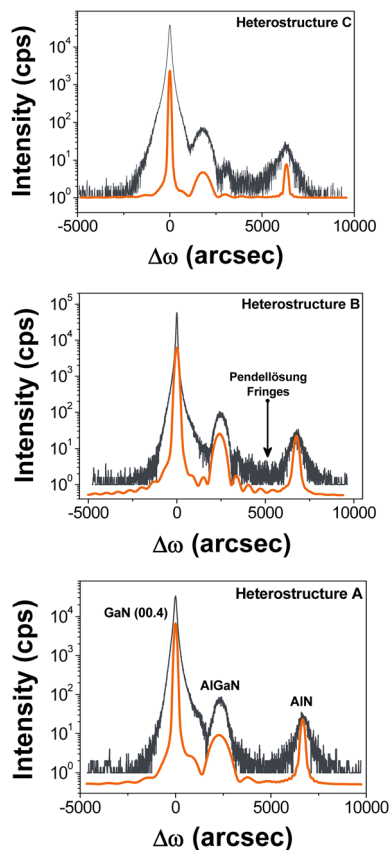 Heterostructure C
Intensity (cps)
10^4
10^3
10^2
10^1
10^0
-5000 0 5000 10000
Δω (arcsec)
Heterostructure B
Intensity (cps)
10^5
10^4
10^3
10^2
10^1
10^0
Pendellösung
Fringes
-5000 0 5000 10000
Δω (arcsec)
Heterostructure A
Intensity (cps)
10^4
10^3
10^2
10^1
10^0
GaN (00.4)
AlGaN
AlN
-5000 0 5000 10000
Δω (arcsec)